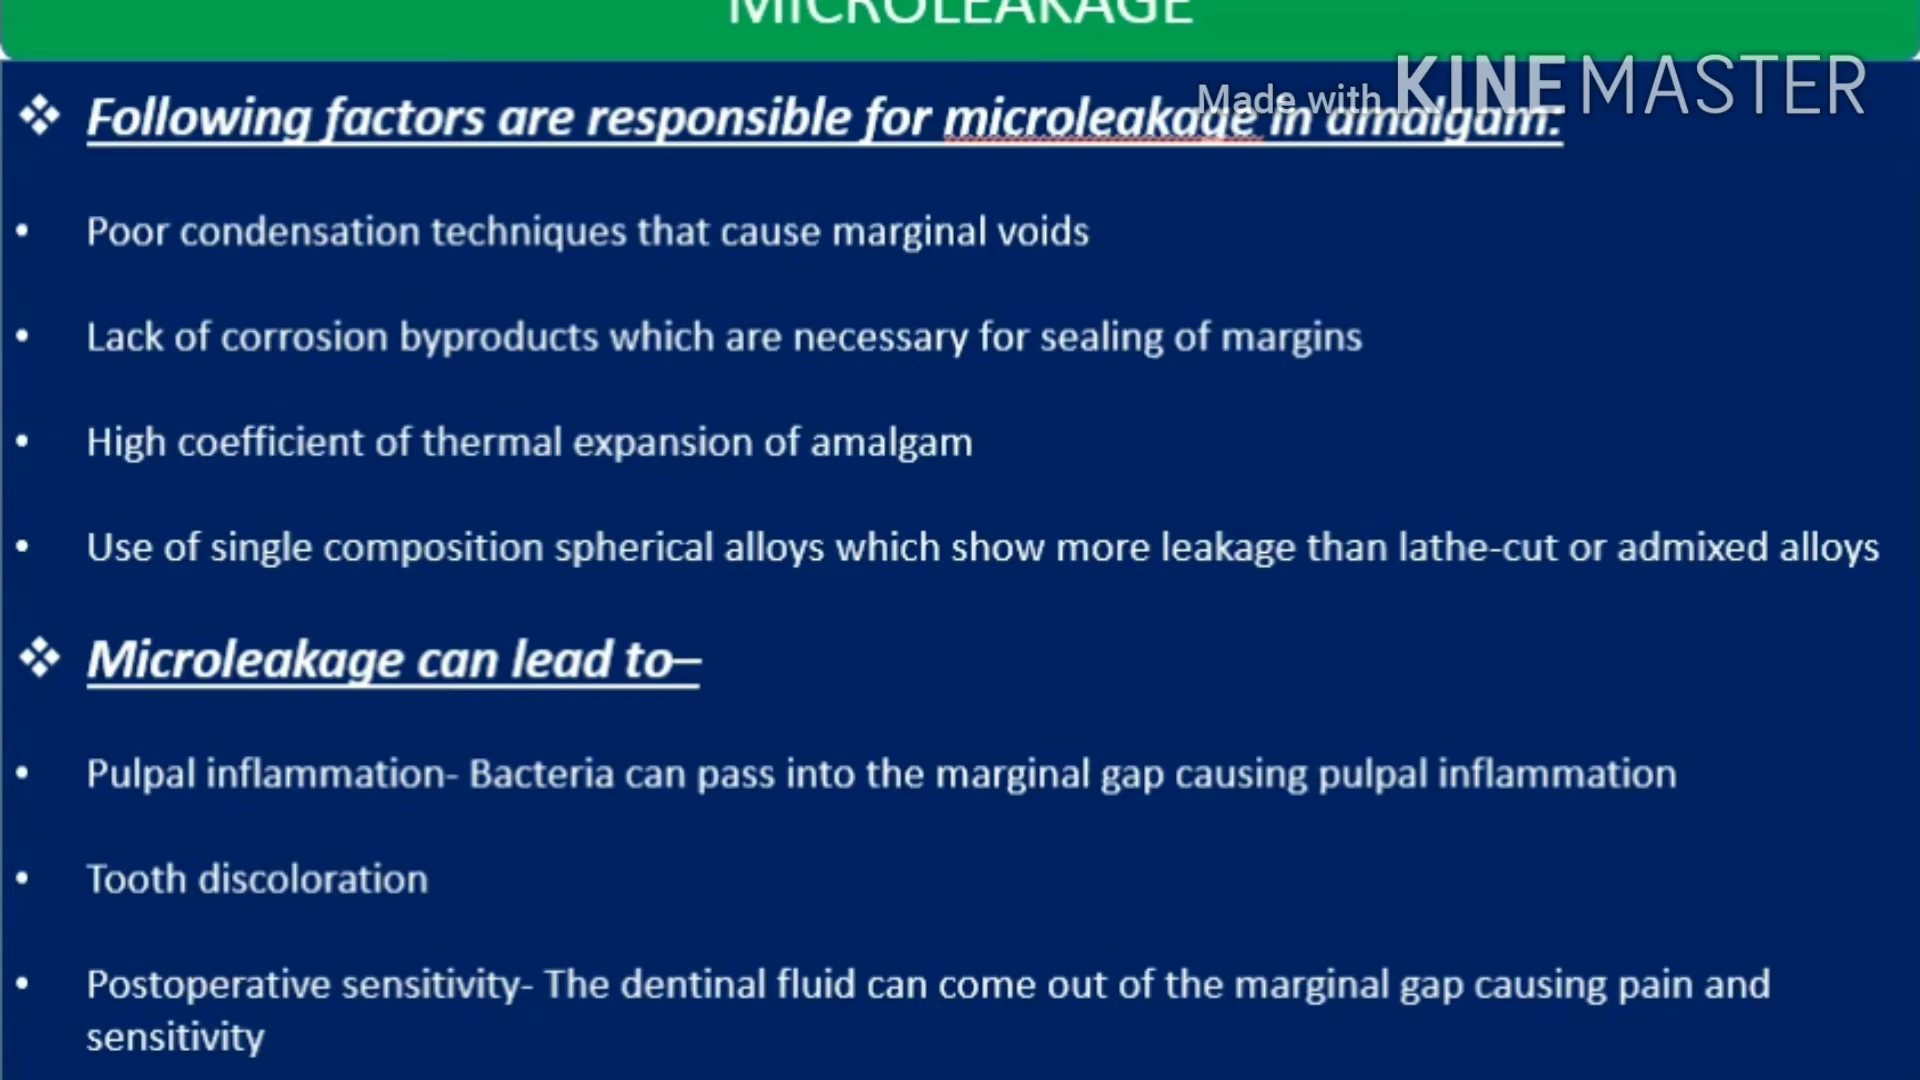 MICROLEAKAGE
Made with KINEMASTER
❖ Following factors are responsible for microleakage in amalgam:
• Poor condensation techniques that cause marginal voids
• Lack of corrosion byproducts which are necessary for sealing of margins
• High coefficient of thermal expansion of amalgam
• Use of single composition spherical alloys which show more leakage than lathe-cut or admixed alloys
❖ Microleakage can lead to–
• Pulpal inflammation- Bacteria can pass into the marginal gap causing pulpal inflammation
• Tooth discoloration
• Postoperative sensitivity- The dentinal fluid can come out of the marginal gap causing pain and
sensitivity